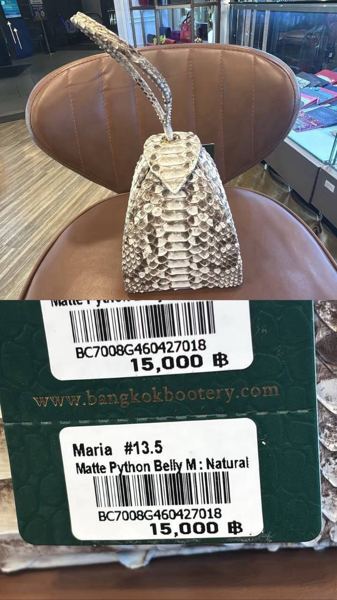 Matte Python
BC7008G460427018
15,000 ฿
www.bangkokbootery.com
Maria #13.5
Matte Python Belly M : Natural
BC7008G460427018
15,000 ฿